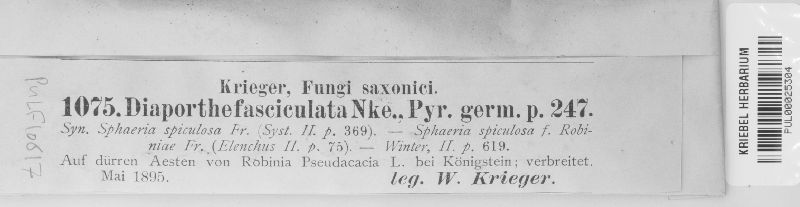 Krieger, Fungi saxonici.
1075. Diaporthe fasciculata Nke., Pyr. germ. p. 247.
Syn. Sphaeria spiculosa Fr. (Syst. II. p. 369). — Sphaeria spiculosa f. Robi-
niae Fr. (Elenchus II. p. 75). — Winter, II. p. 619.
Auf dürren Aesten von Robinia Pseudacacia L. bei Königstein; verbreitet.
Mai 1895. leg. W. Krieger.
PULF10617
KRIEBEL HERBARIUM
PUL00025304